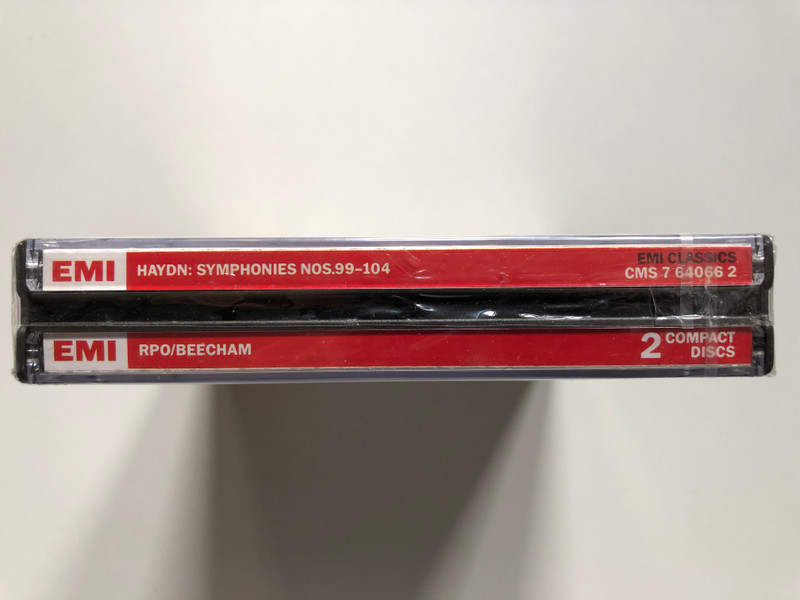 EMI
HAYDN: SYMPHONIES NOS.99–104
EMI CLASSICS
CMS 7 64066 2
EMI
RPO/BEECHAM
2 COMPACT
DISCS